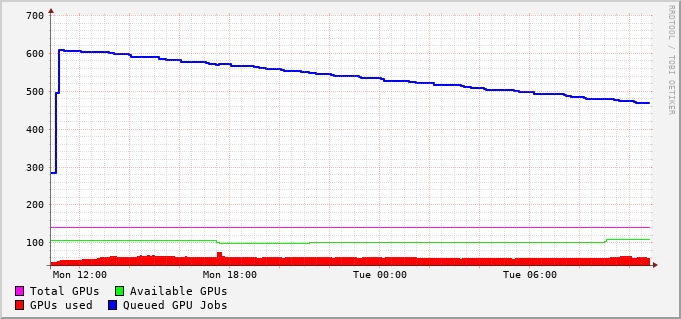 700
600
500
400
300
200
100
Mon 12:00 Mon 18:00 Tue 00:00 Tue 06:00
Total GPUs Available GPUs
GPUs used Queued GPU Jobs
RRDTOOL / TOBI OETIKER